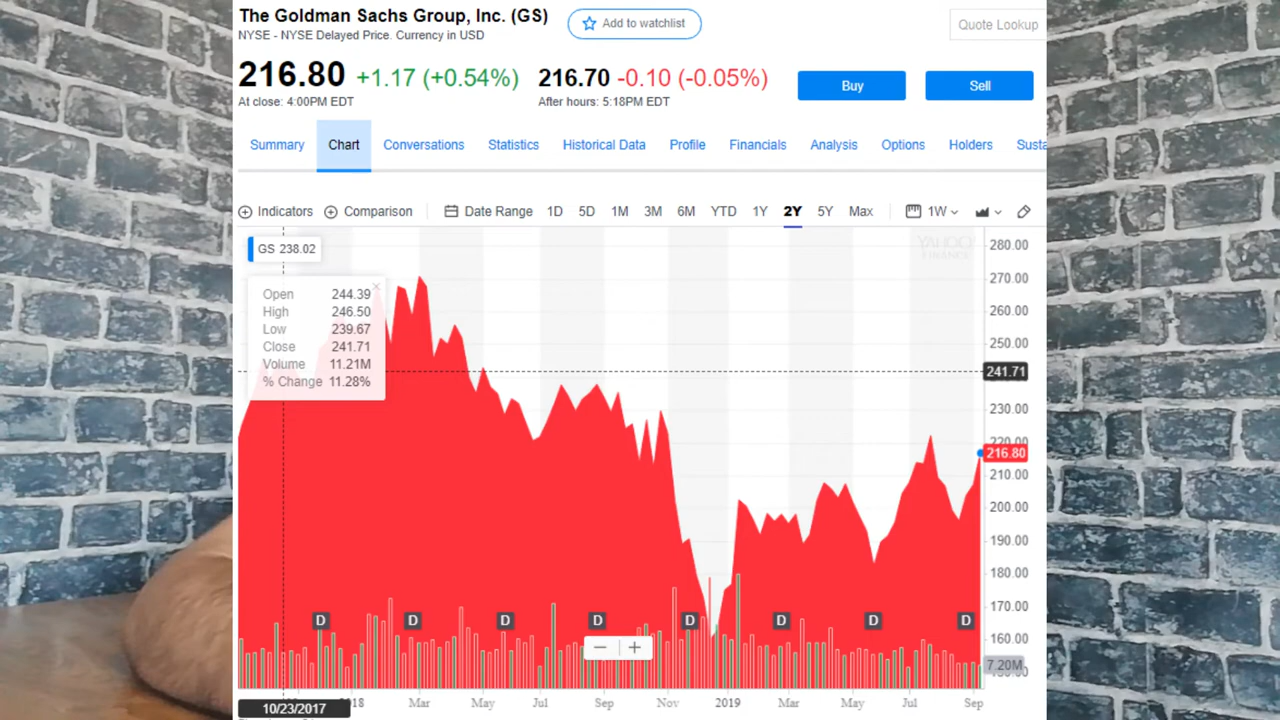 The Goldman Sachs Group, Inc. (GS)
NYSE - NYSE Delayed Price. Currency in USD
Add to watchlist
Quote Lookup
216.80 +1.17 (+0.54%)
At close: 4:00PM EDT
216.70 -0.10 (-0.05%)
After hours: 5:18PM EDT
Buy
Sell
Summary Chart Conversations Statistics Historical Data Profile Financials Analysis Options Holders Susta
Indicators Comparison Date Range 1D 5D 1M 3M 6M YTD 1Y 2Y 5Y Max 1W
GS 238.02
YAHOO!
FINANCE
Open 244.39
High 246.50
Low 239.67
Close 241.71
Volume 11.21M
% Change 11.28%
280.00
270.00
260.00
250.00
241.71
230.00
220.00
216.80
210.00
200.00
190.00
180.00
170.00
160.00
7.20M
D D D D D D D D
− +
2018 Mar May Jul Sep Nov 2019 Mar May Jul Sep
10/23/2017